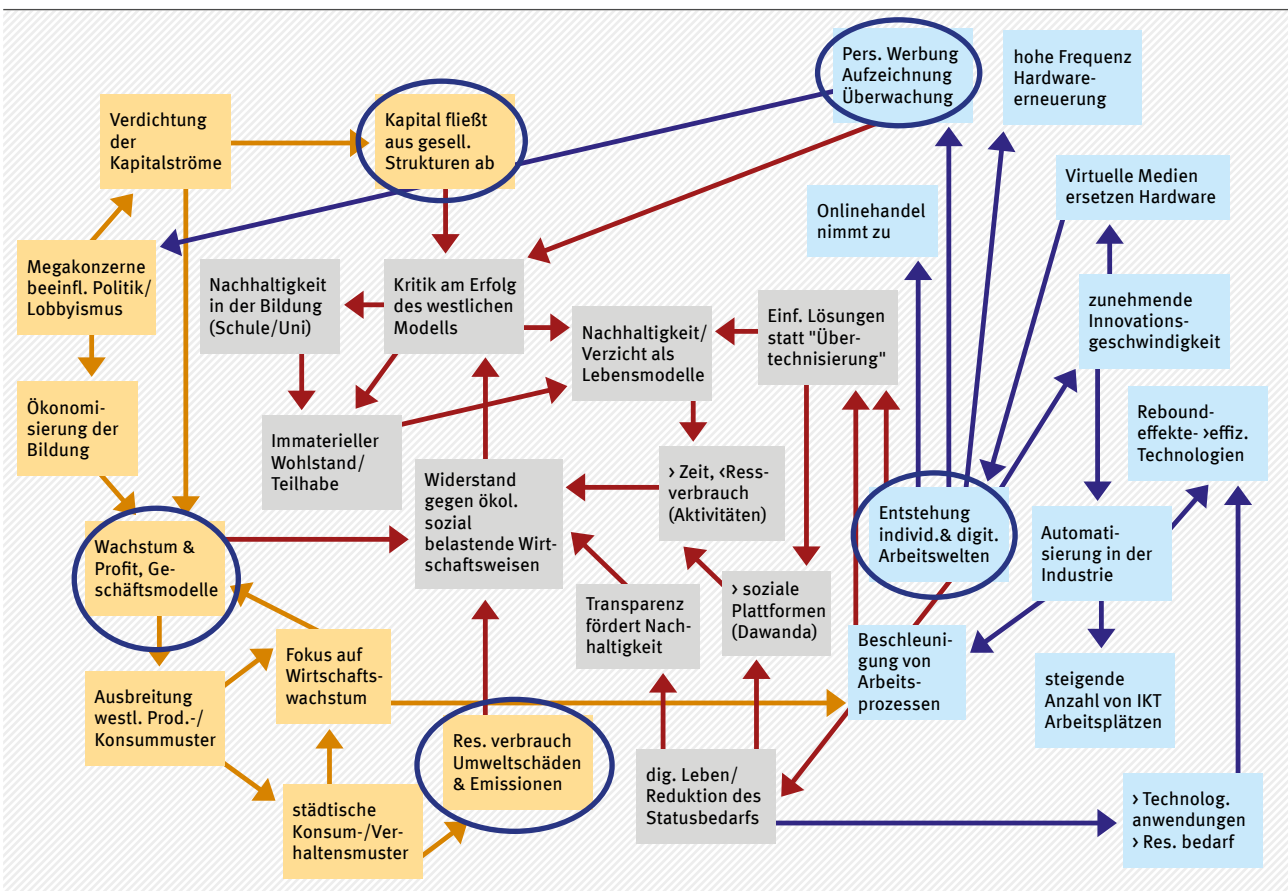 Pers. Werbung
Aufzeichnung
Überwachung
hohe Frequenz
Hardware-
erneuerung
Verdichtung
der
Kapitalströme
Kapital fließt
aus gesell.
Strukturen ab
Virtuelle Medien
ersetzen Hardware
Onlinehandel
nimmt zu
Megakonzerne
beeinfl. Politik/
Lobbyismus
Nachhaltigkeit
in der Bildung
(Schule/Uni)
Kritik am Erfolg
des westlichen
Modells
Nachhaltigkeit/
Verzicht als
Lebensmodelle
Einf. Lösungen
statt "Über-
technisierung"
zunehmende
Innovations-
geschwindigkeit
Ökonomi-
sierung der
Bildung
Immaterieller
Wohlstand/
Teilhabe
Widerstand
gegen ökol.
sozial
belastende Wirt-
schaftsweisen
> Zeit, <Ress-
verbrauch
(Aktivitäten)
Rebound-
effekte- >effiz.
Technologien
Entstehung
individ.& digit.
Arbeitswelten
Automati-
sierung in der
Industrie
Wachstum &
Profit, Ge-
schäftsmodelle
Transparenz
fördert Nach-
haltigkeit
> soziale
Plattformen
(Dawanda)
Beschleuni-
gung von
Arbeits-
prozessen
Fokus auf
Wirtschafts-
wachstum
steigende
Anzahl von IKT
Arbeitsplätzen
Ausbreitung
westl. Prod.-/
Konsummuster
Res. verbrauch
Umweltschäden
& Emissionen
dig. Leben/
Reduktion des
Statusbedarfs
städtische
Konsum-/Ver-
haltensmuster
> Technolog.
anwendungen
> Res. bedarf